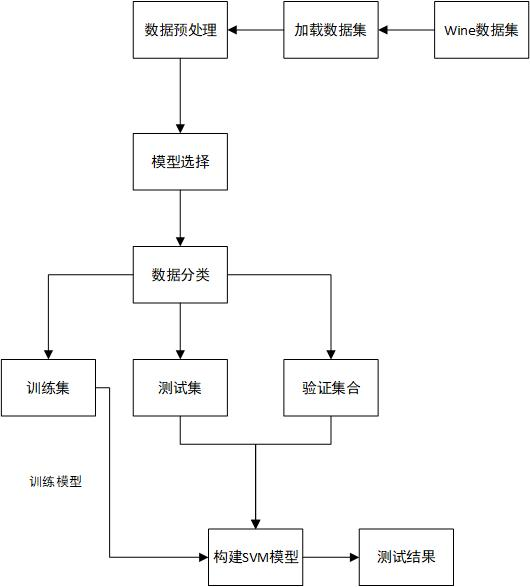 数据预处理
加载数据集
Wine数据集
模型选择
数据分类
训练集
测试集
验证集合
训练模型
构建SVM模型
测试结果